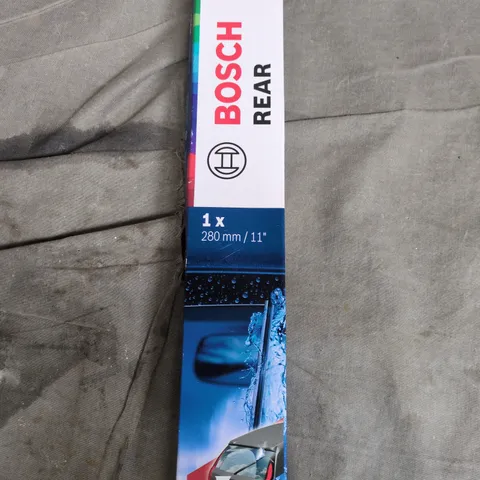 BOSCH
REAR
1 x
280 mm / 11"